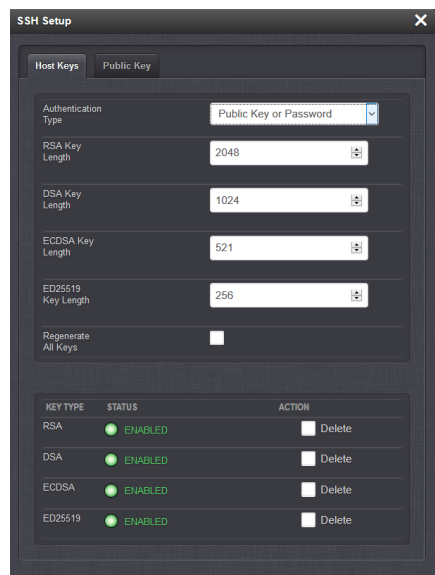 SSH Setup
Host Keys Public Key
Authentication
Type
Public Key or Password
RSA Key
Length
2048
DSA Key
Length
1024
ECDSA Key
Length
521
ED25519
Key Length
256
Regenerate
All Keys
KEY TYPE STATUS ACTION
RSA ENABLED Delete
DSA ENABLED Delete
ECDSA ENABLED Delete
ED25519 ENABLED Delete